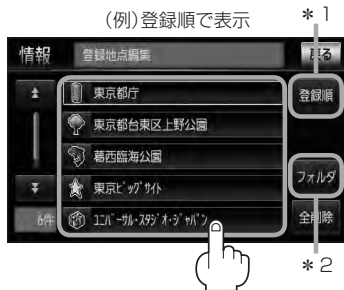 (例)登録順で表示
*1
情報
登録地点編集
戻る
東京都庁
登録順
東京都台東区上野公園
葛西臨海公園
東京ビッグサイト
フォルダ
6件
ユニバーサル・スタジオ・ジャパン
全削除
*2